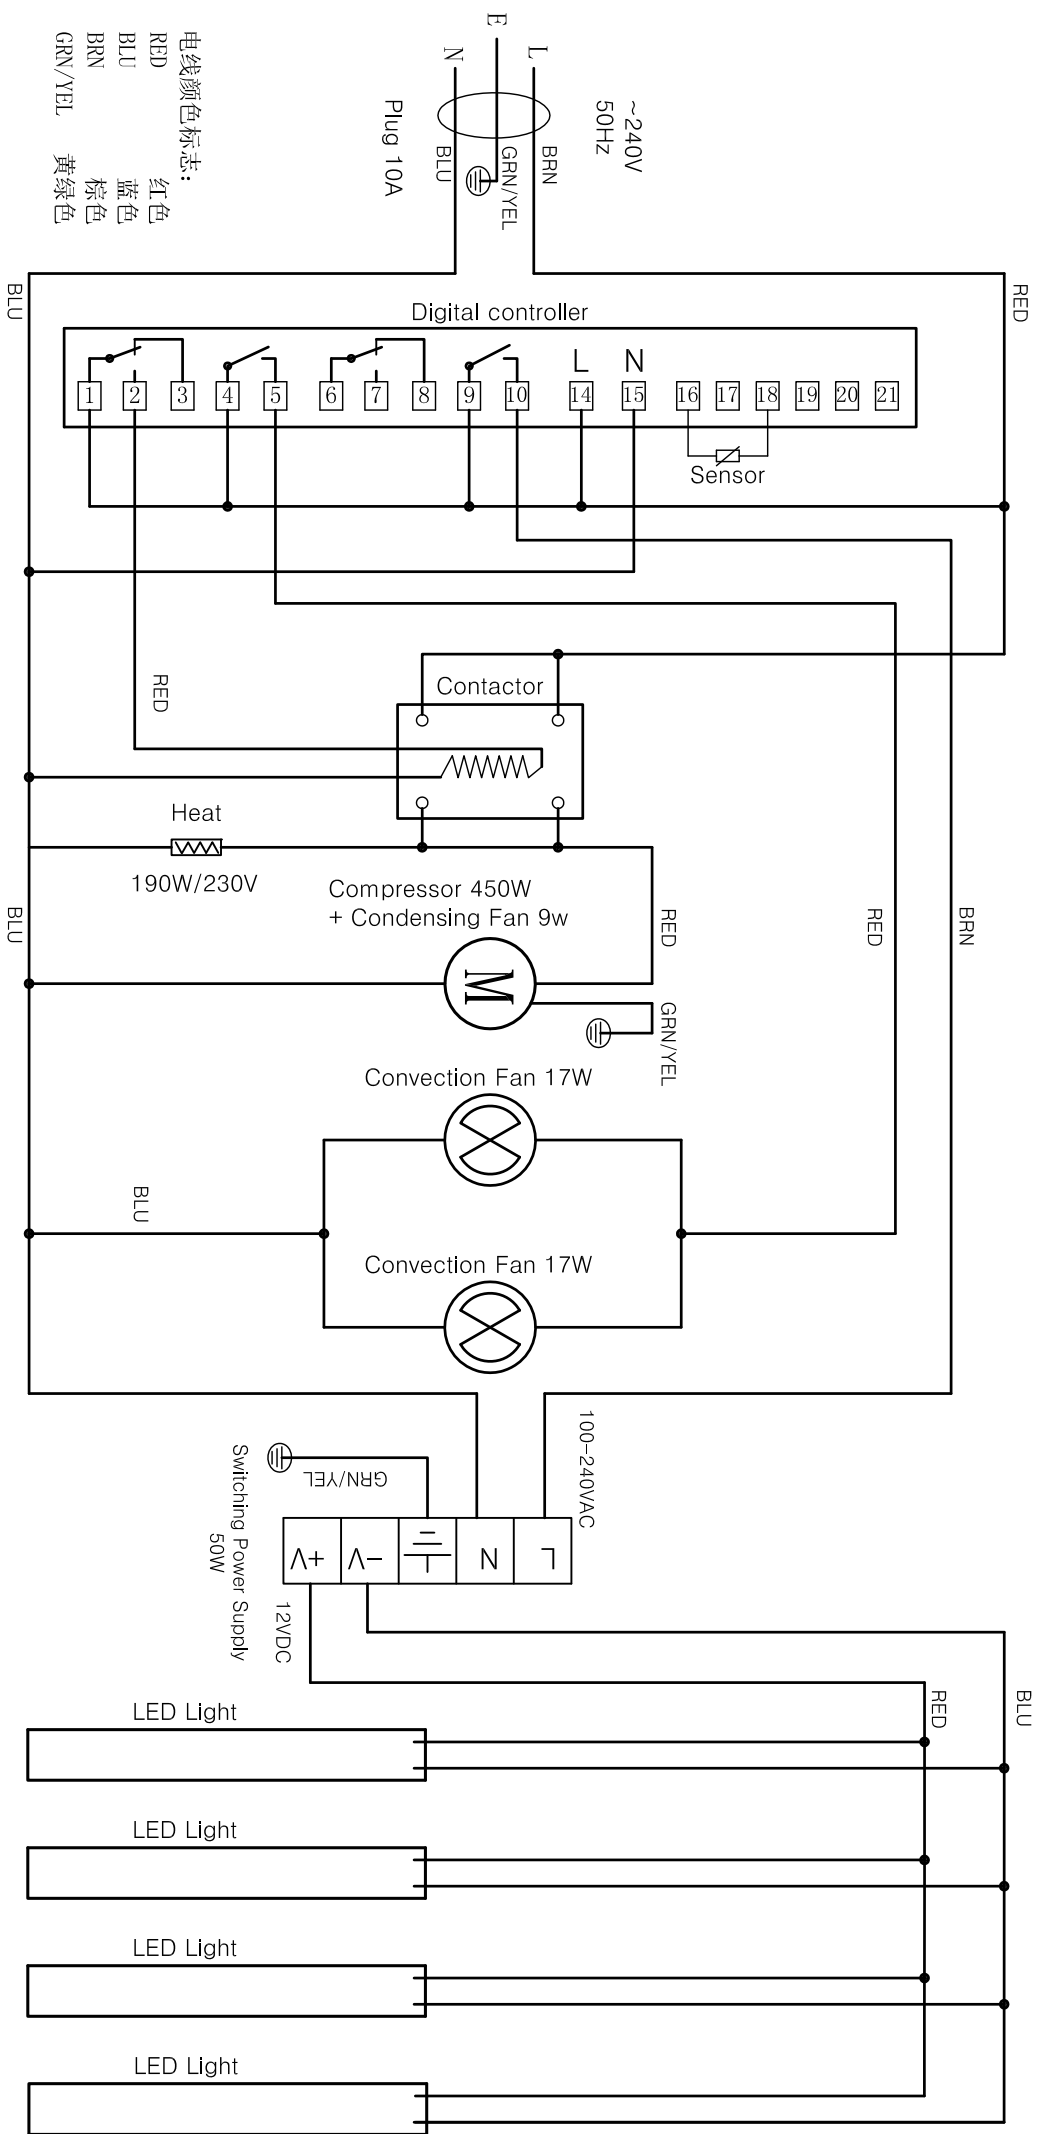 E
L
N
~240V
50Hz
BRN
GRN/YEL
BLU
Plug 10A
电线颜色标志:
RED 红色
BLU 蓝色
BRN 棕色
GRN/YEL 黄绿色
BLU
RED
Digital controller
L N
1 2 3 4 5 6 7 8 9 10 14 15 16 17 18 19 20 21
Sensor
RED
Contactor
Heat
190W/230V
Compressor 450W
+ Condensing Fan 9w
M
BLU
RED
RED
BRN
GRN/YEL
Convection Fan 17W
BLU
Convection Fan 17W
100-240VAC
GRN/YEL
Switching Power Supply
50W
+V
-V
N
L
12VDC
RED
BLU
LED Light
LED Light
LED Light
LED Light